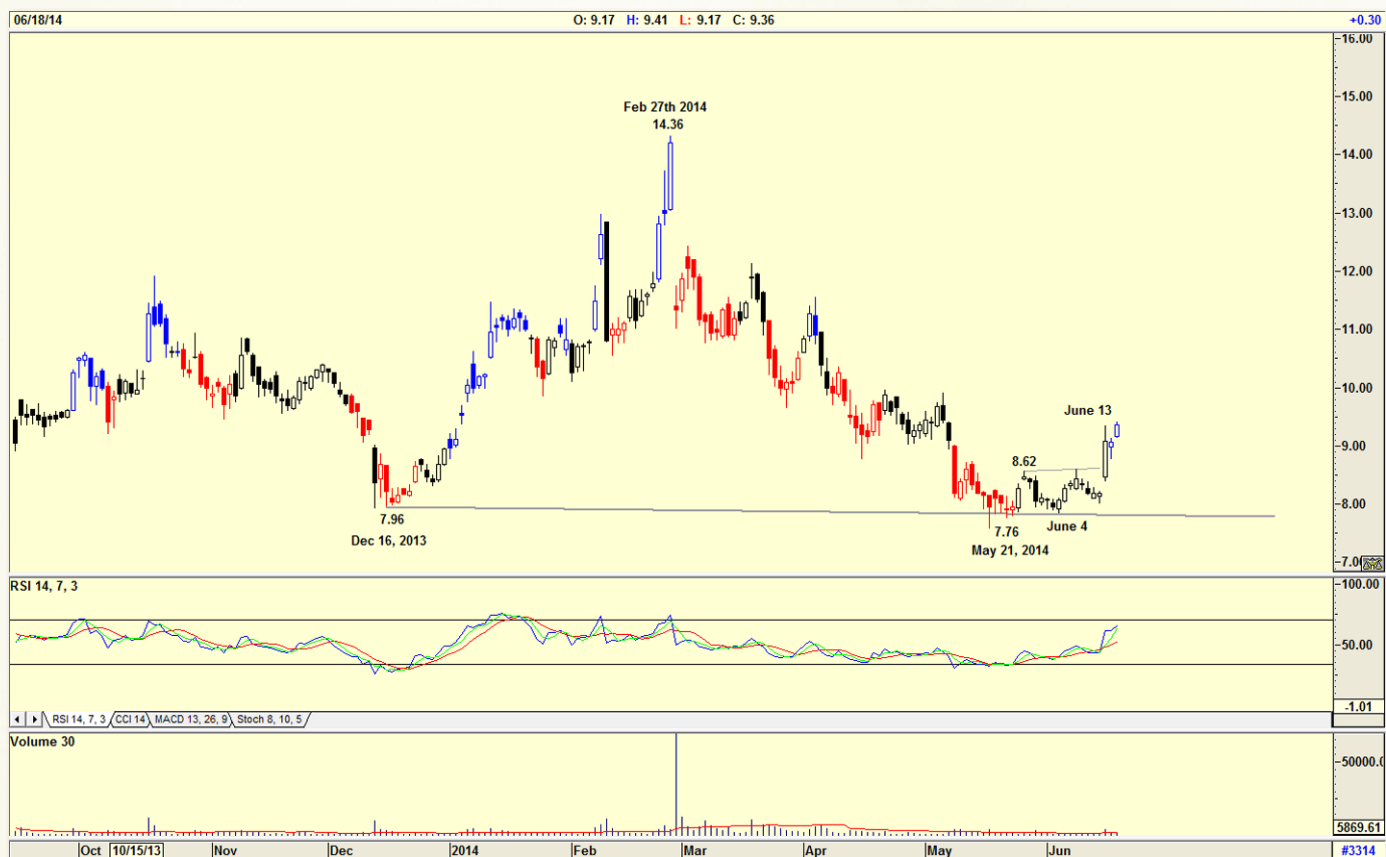 06/18/14 O: 9.17 H: 9.41 L: 9.17 C: 9.36 +0.30
16.00
Feb 27th 2014
14.36
15.00
14.00
13.00
12.00
11.00
10.00
June 13
9.00
8.62
8.00
7.96
Dec 16, 2013
7.76
June 4
May 21, 2014
7.0
RSI 14, 7, 3
100.00
50.00
-1.01
RSI 14, 7, 3 CCI 14 MACD 13, 26, 9 Stoch 8, 10, 5
Volume 30
50000.0
5869.61
Oct 10/15/13 Nov Dec 2014 Feb Mar Apr May Jun #3314